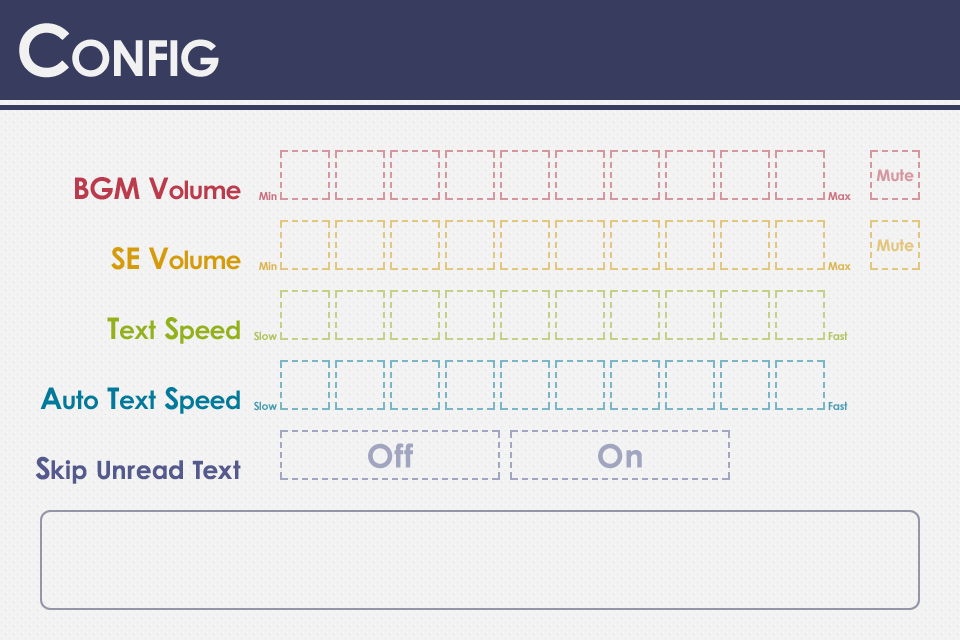 CONFIG
BGM Volume Min Max Mute
SE Volume Min Max Mute
Text Speed Slow Fast
Auto Text Speed Slow Fast
Skip Unread Text Off On